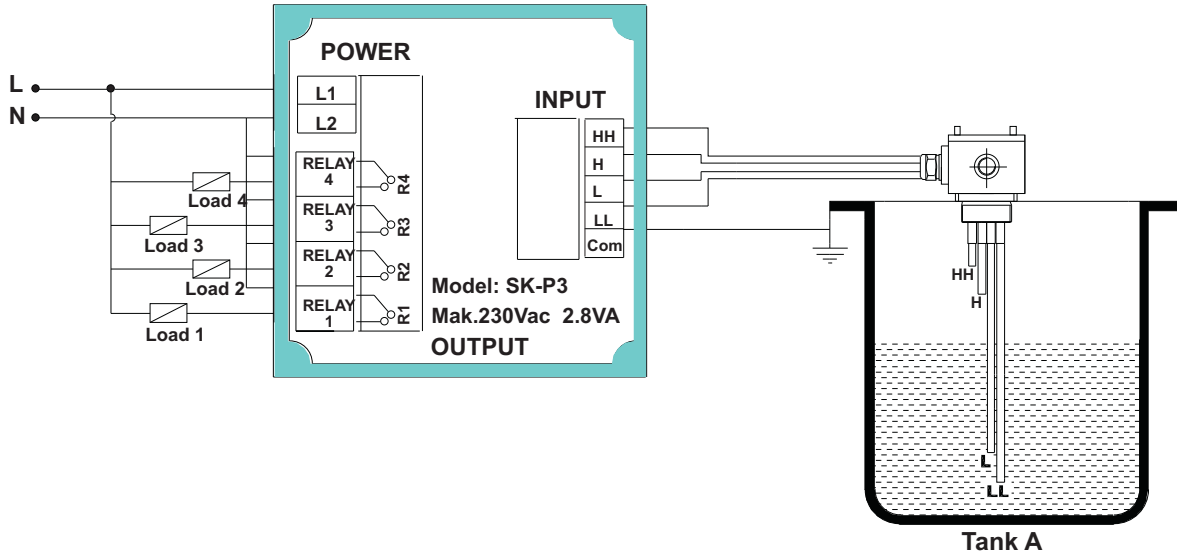 POWER
L
N
L1
L2
RELAY
4
R4
Load 4
RELAY
3
R3
Load 3
RELAY
2
R2
Load 2
RELAY
1
R1
Load 1
INPUT
HH
H
L
LL
Com
Model: SK-P3
Mak.230Vac 2.8VA
OUTPUT
HH
H
L
LL
Tank A